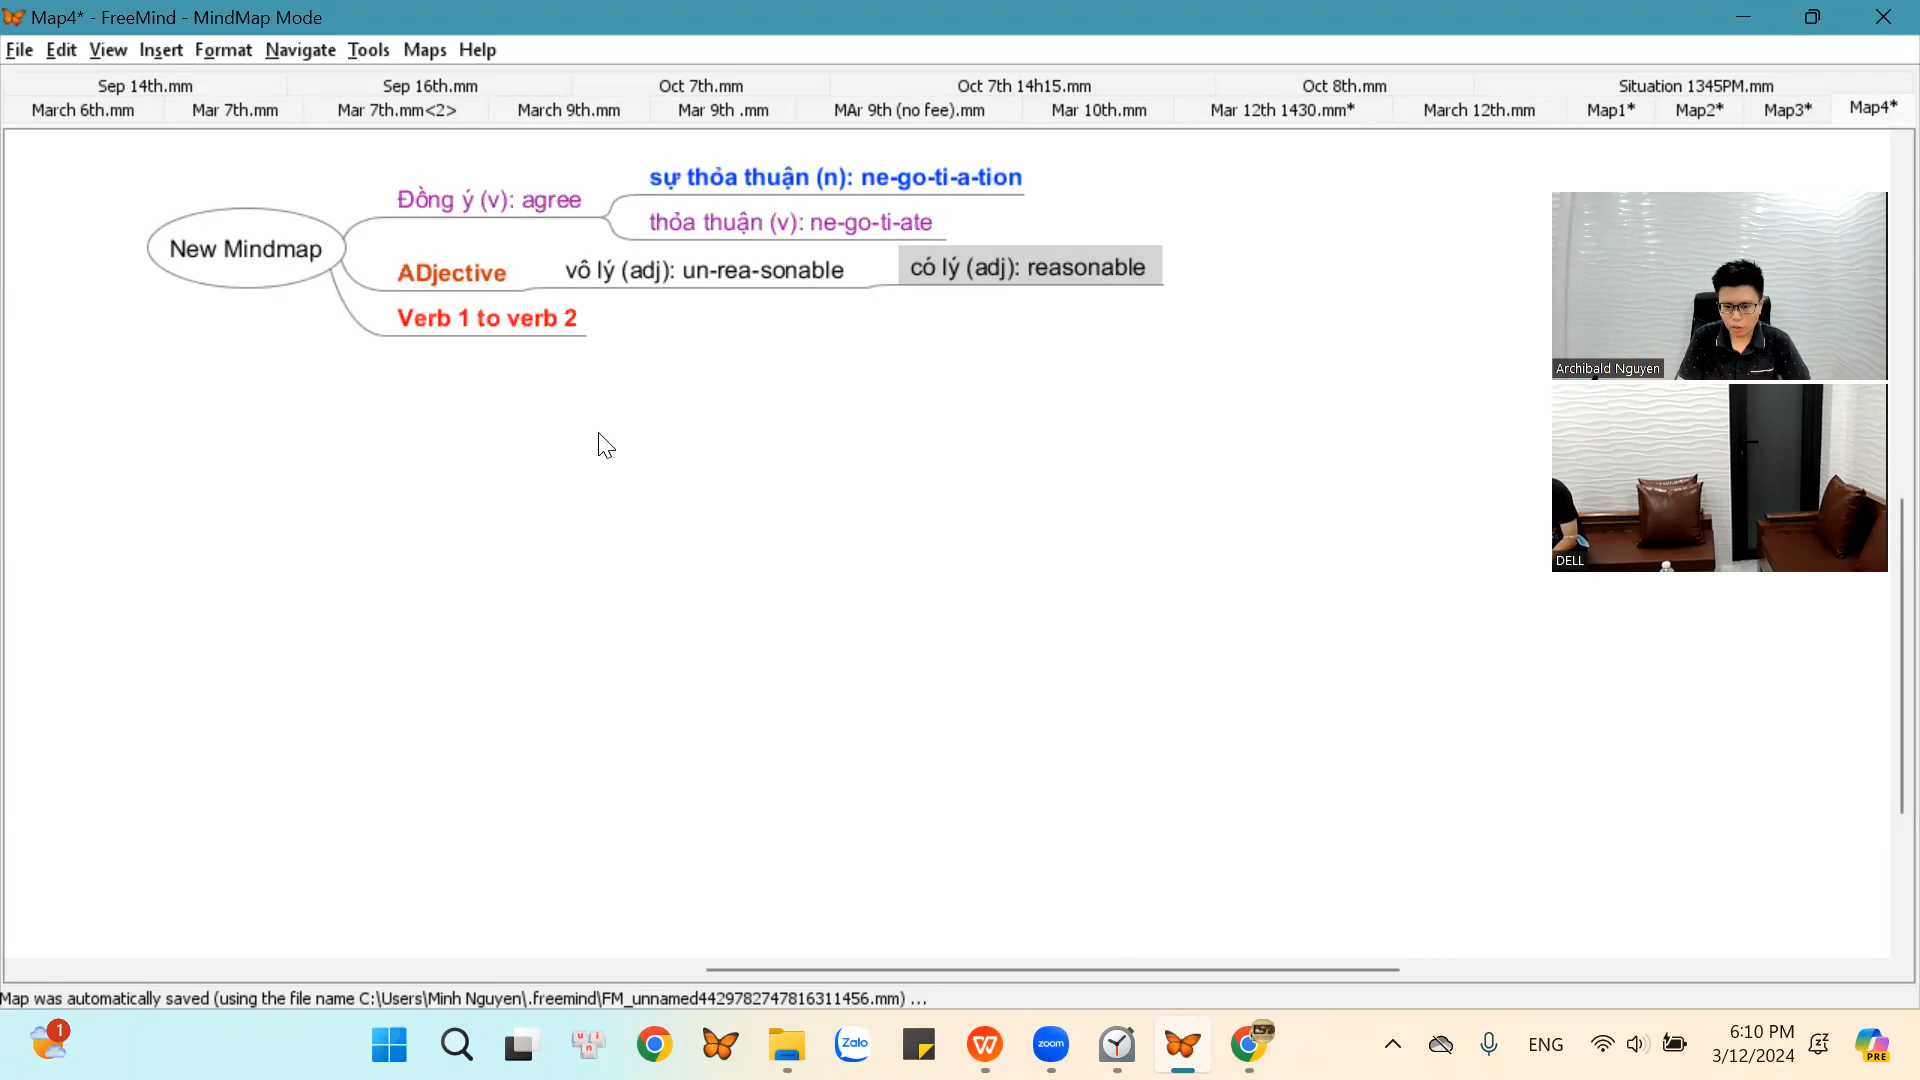 Map4* - FreeMind - MindMap Mode
File Edit View Insert Format Navigate Tools Maps Help
Sep 14th.mm Sep 16th.mm Oct 7th.mm Oct 7th 14h15.mm Oct 8th.mm Situation 1345PM.mm
March 6th.mm Mar 7th.mm Mar 7th.mm<2> March 9th.mm Mar 9th .mm MAr 9th (no fee).mm Mar 10th.mm Mar 12th 1430.mm* March 12th.mm Map1* Map2* Map3* Map4*
sự thỏa thuận (n): ne-go-ti-a-tion
Đồng ý (v): agree
thỏa thuận (v): ne-go-ti-ate
New Mindmap
ADjective vô lý (adj): un-rea-sonable có lý (adj): reasonable
Verb 1 to verb 2
Archibald Nguyen
DELL
Map was automatically saved (using the file name C:\Users\Minh Nguyen\.freemind\FM_unnamed4429782747816311456.mm) ...
1
u n i
Zalo
zoom
ENG
6:10 PM
3/12/2024
PRE